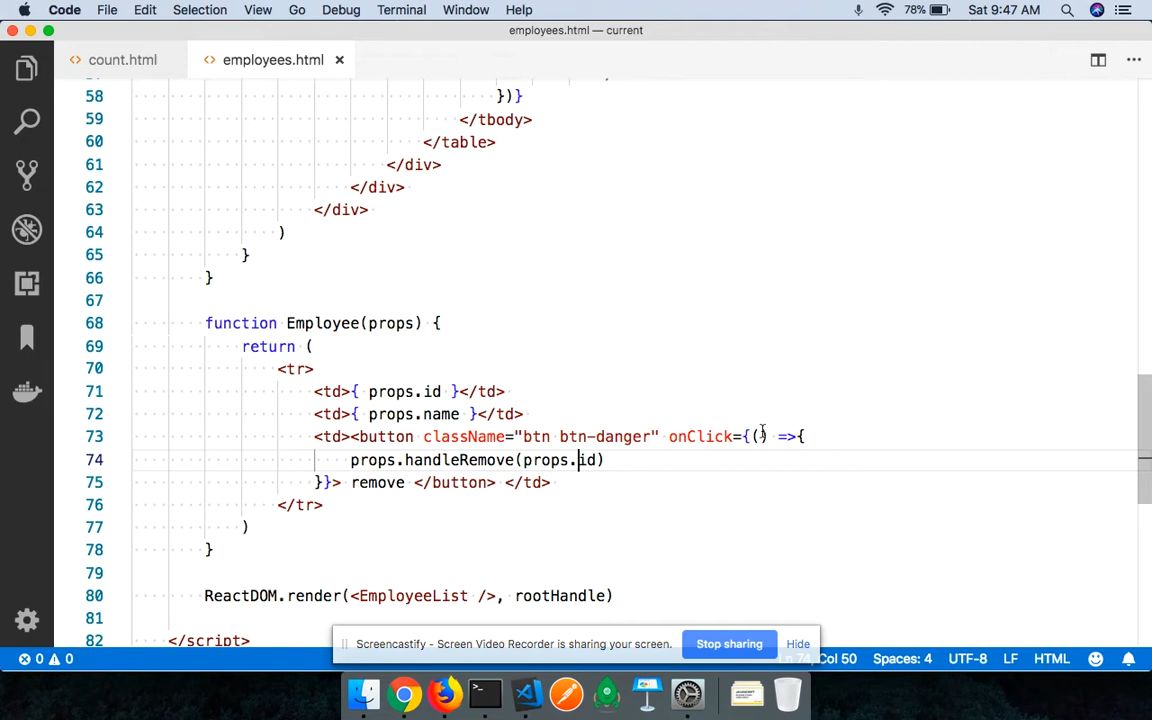 Code File Edit Selection View Go Debug Terminal Window Help 78% Sat 9:47 AM
employees.html — current
count.html employees.html
58 })}
59 </tbody>
60 </table>
61 </div>
62 </div>
63 </div>
64 )
65 }
66 }
67
68 function Employee(props) {
69 return (
70 <tr>
71 <td>{ props.id }</td>
72 <td>{ props.name }</td>
73 <td><button className="btn btn-danger" onClick={() =>{
74 props.handleRemove(props.id)
75 }}> remove </button> </td>
76 </tr>
77 )
78 }
79
80 ReactDOM.render(<EmployeeList />, rootHandle)
81
82 </script>
Screencastify - Screen Video Recorder is sharing your screen. Stop sharing Hide
0 0 Ln 74, Col 50 Spaces: 4 UTF-8 LF HTML